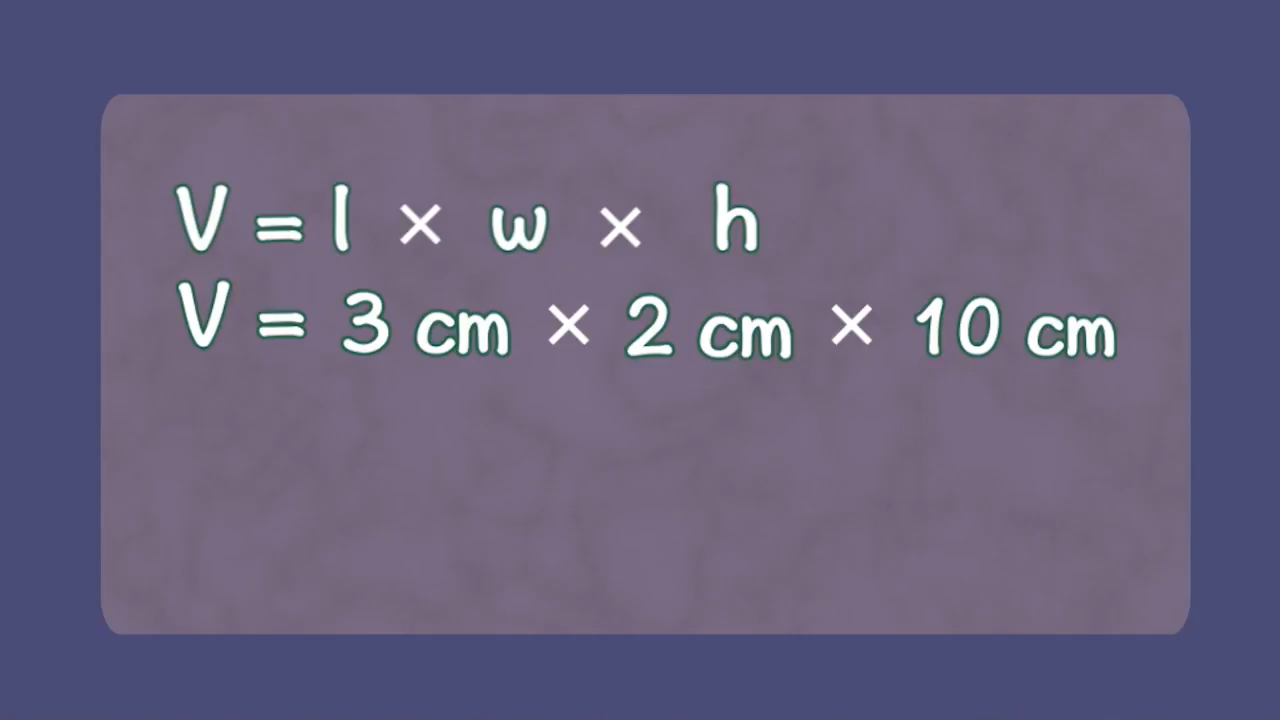 V = l × w × h
V = 3 cm × 2 cm × 10 cm